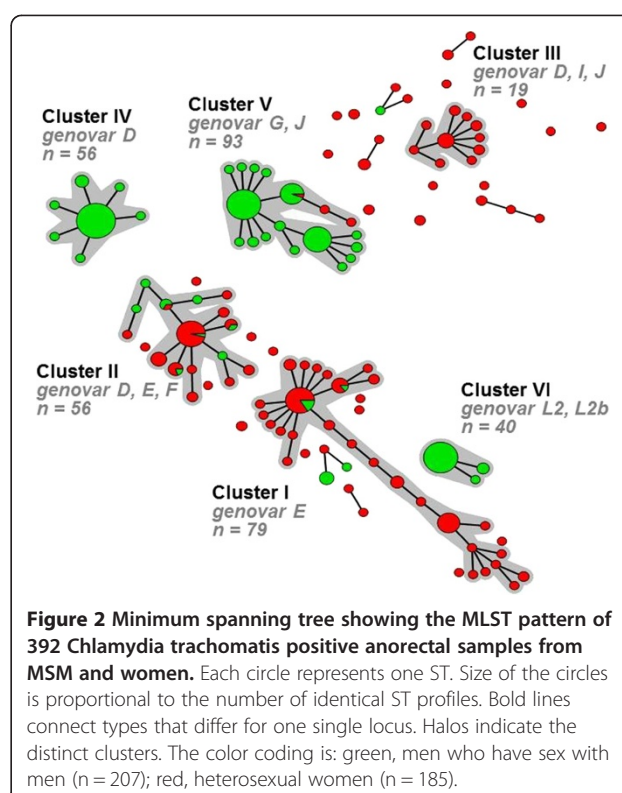 Cluster III
genovar D, I, J
n = 19
Cluster IV
genovar D
n = 56
Cluster V
genovar G, J
n = 93
Cluster II
genovar D, E, F
n = 56
Cluster VI
genovar L2, L2b
n = 40
Cluster I
genovar E
n = 79
Figure 2 Minimum spanning tree showing the MLST pattern of
392 Chlamydia trachomatis positive anorectal samples from
MSM and women. Each circle represents one ST. Size of the circles
is proportional to the number of identical ST profiles. Bold lines
connect types that differ for one single locus. Halos indicate the
distinct clusters. The color coding is: green, men who have sex with
men (n = 207); red, heterosexual women (n = 185).